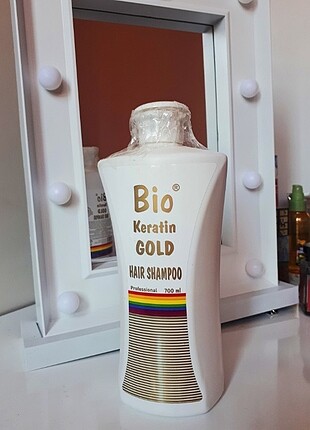 Bio®
Keratin
GOLD
HAIR SHAMPOO
Professional 700 ml